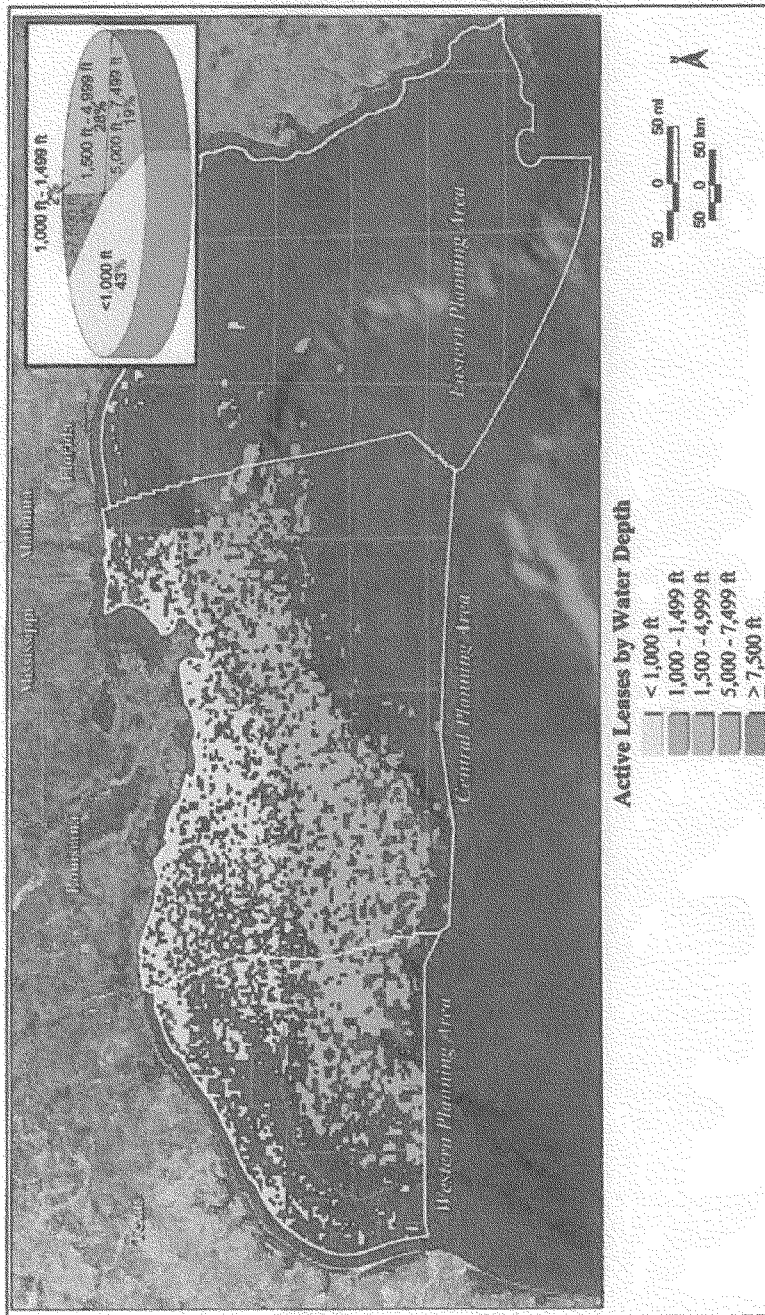 1,000 ft - 1,499 ft
2%
1,500 ft - 4,999 ft
28%
5,000 ft - 7,499 ft
19%
<1,000 ft
43%
Texas
Louisiana
Mississippi
Alabama
Florida
Western Planning Area
Central Planning Area
Eastern Planning Area
Active Leases by Water Depth
< 1,000 ft
1,000 - 1,499 ft
1,500 - 4,999 ft
5,000 - 7,499 ft
> 7,500 ft
50 0 50 mi
50 0 50 km
N